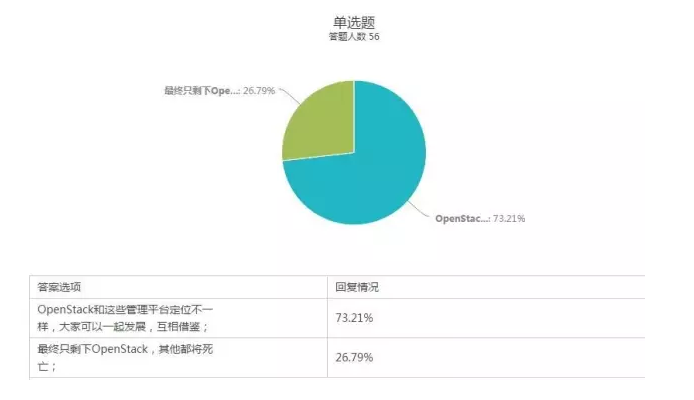 单选题
答题人数 56
最终只剩下Ope...: 26.79%
OpenStac...: 73.21%
答案选项
回复情况
OpenStack和这些管理平台定位不一
样，大家可以一起发展，互相借鉴；
73.21%
最终只剩下OpenStack，其他都将死
亡；
26.79%